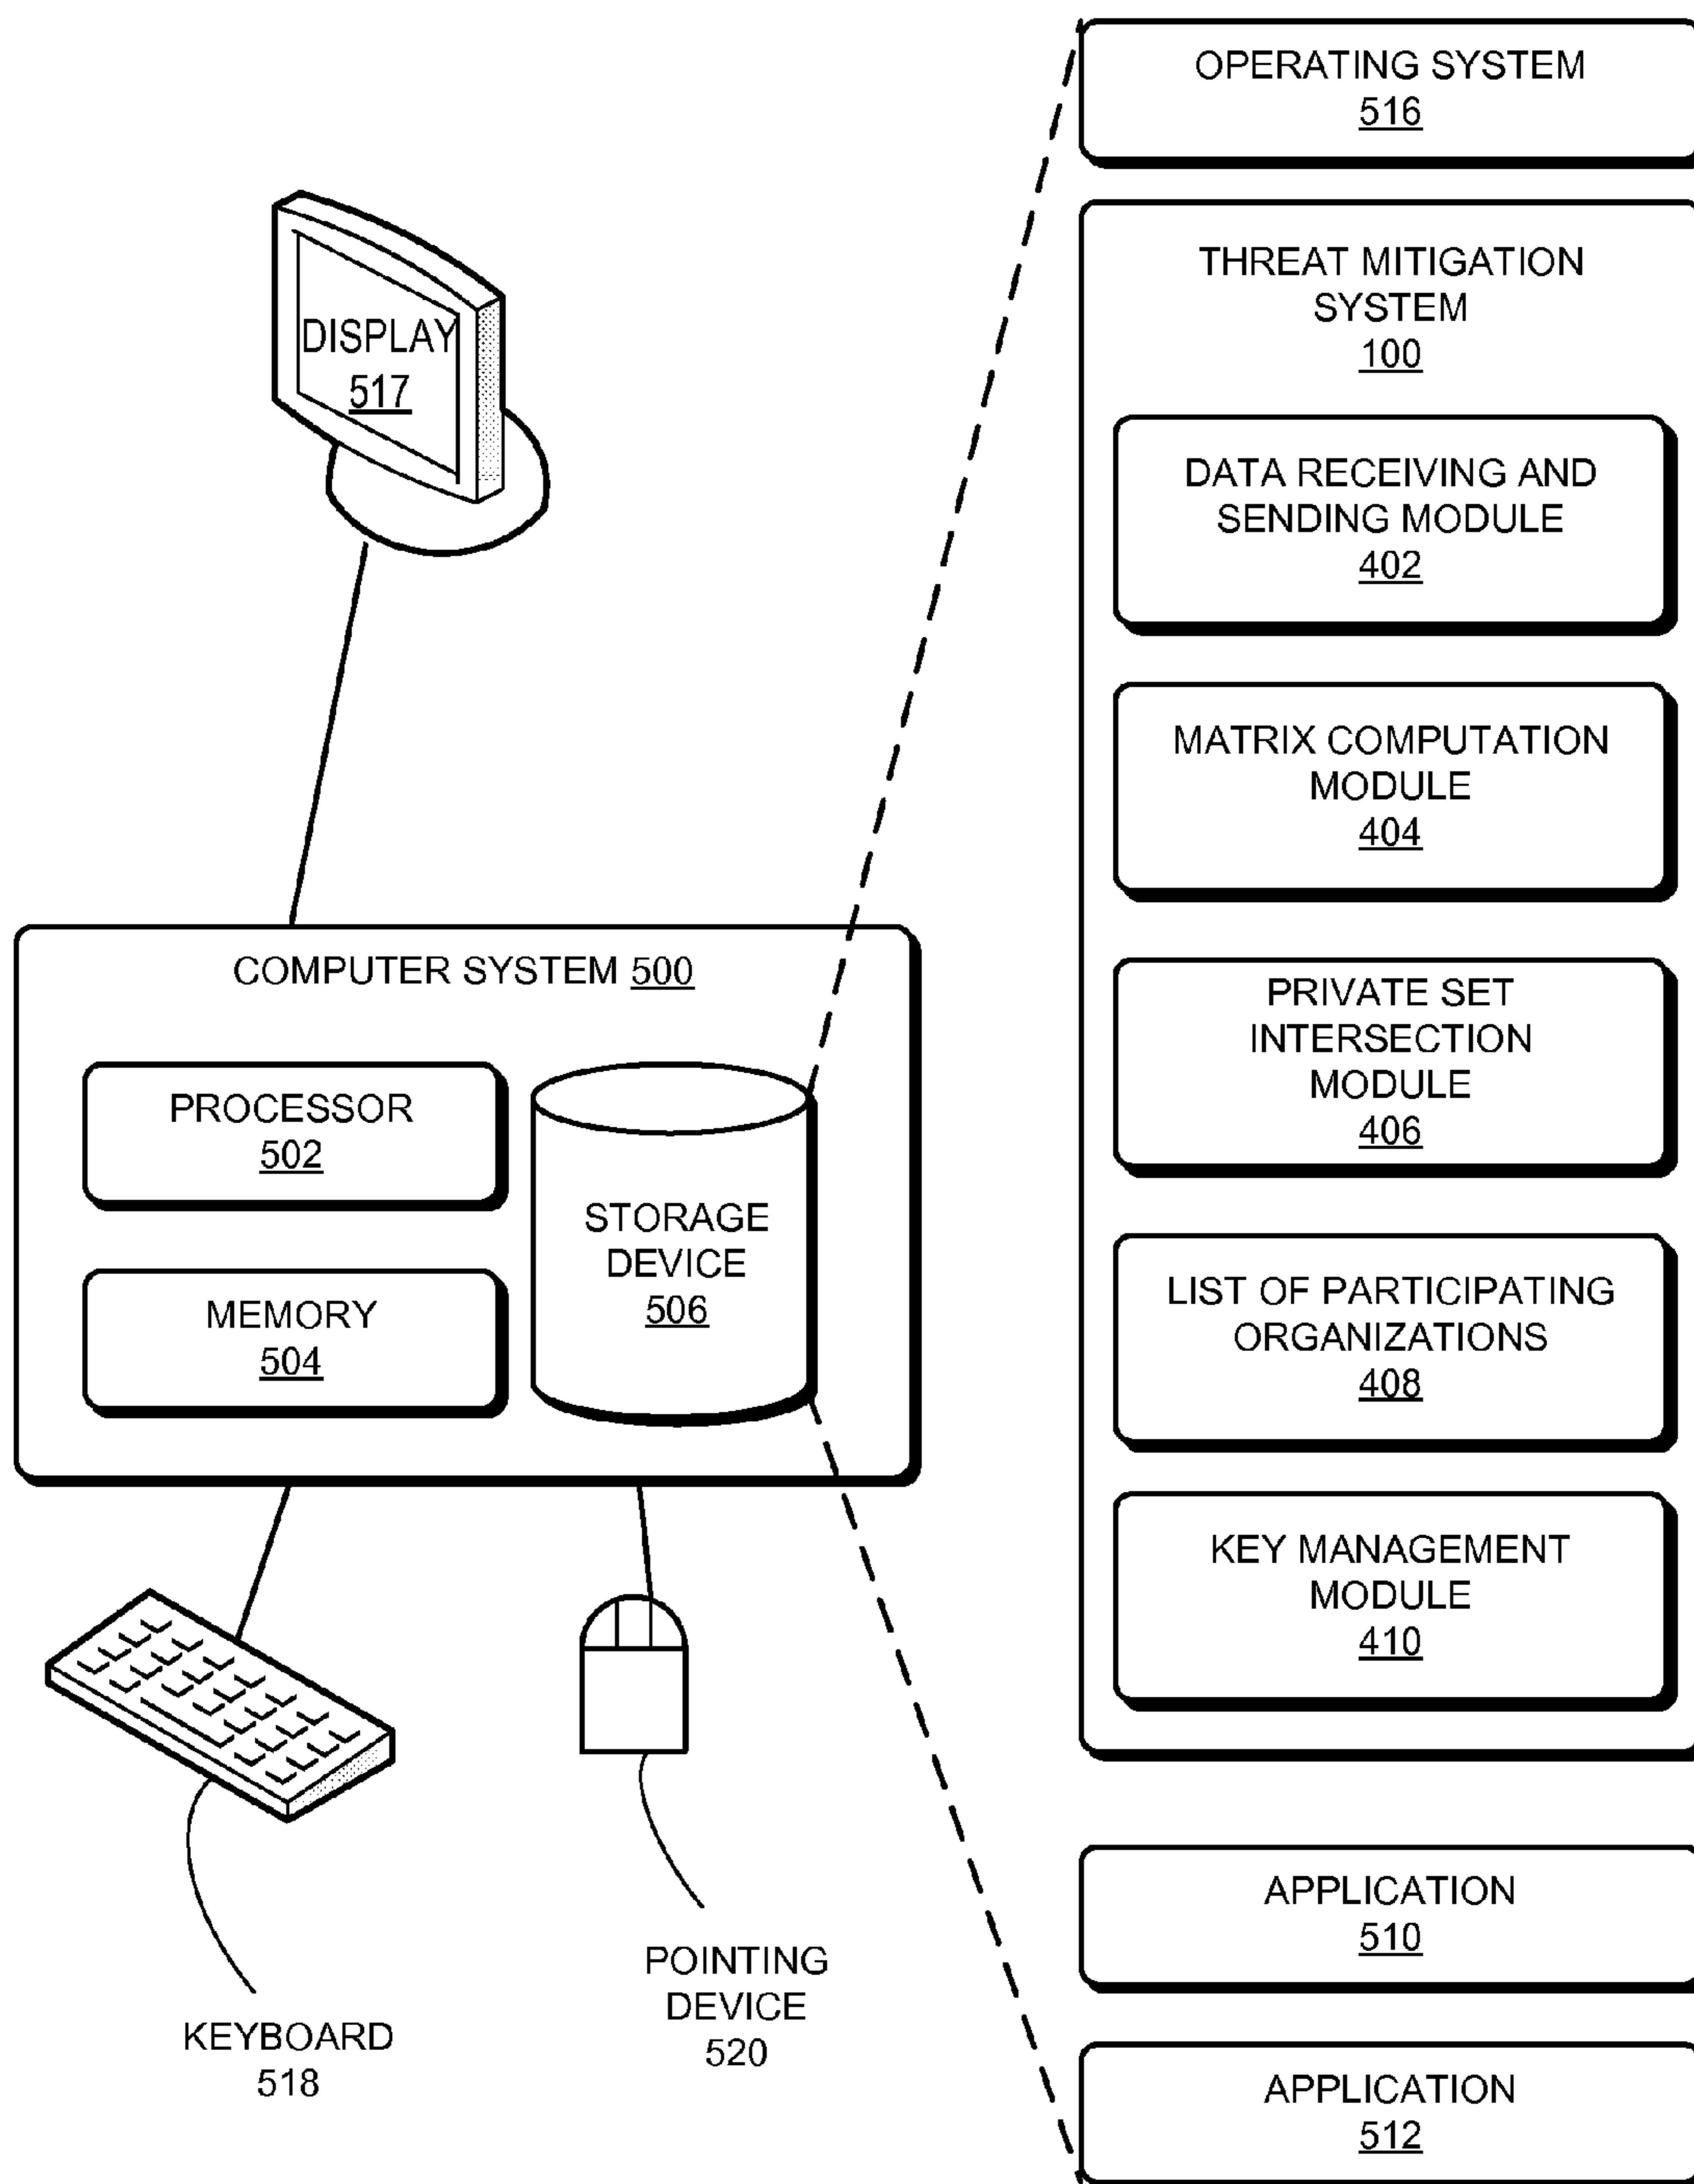 DISPLAY
517
COMPUTER SYSTEM 500
PROCESSOR
502
MEMORY
504
STORAGE
DEVICE
506
KEYBOARD
518
POINTING
DEVICE
520
OPERATING SYSTEM
516
THREAT MITIGATION
SYSTEM
100
DATA RECEIVING AND
SENDING MODULE
402
MATRIX COMPUTATION
MODULE
404
PRIVATE SET
INTERSECTION
MODULE
406
LIST OF PARTICIPATING
ORGANIZATIONS
408
KEY MANAGEMENT
MODULE
410
APPLICATION
510
APPLICATION
512